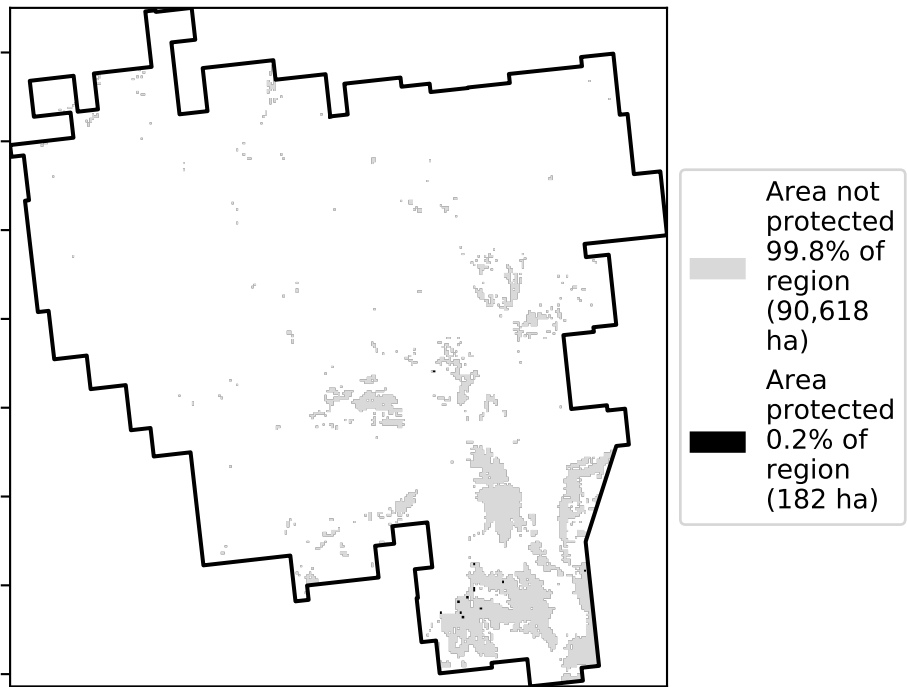 Area not
protected
99.8% of
region
(90,618
ha)
Area
protected
0.2% of
region
(182 ha)